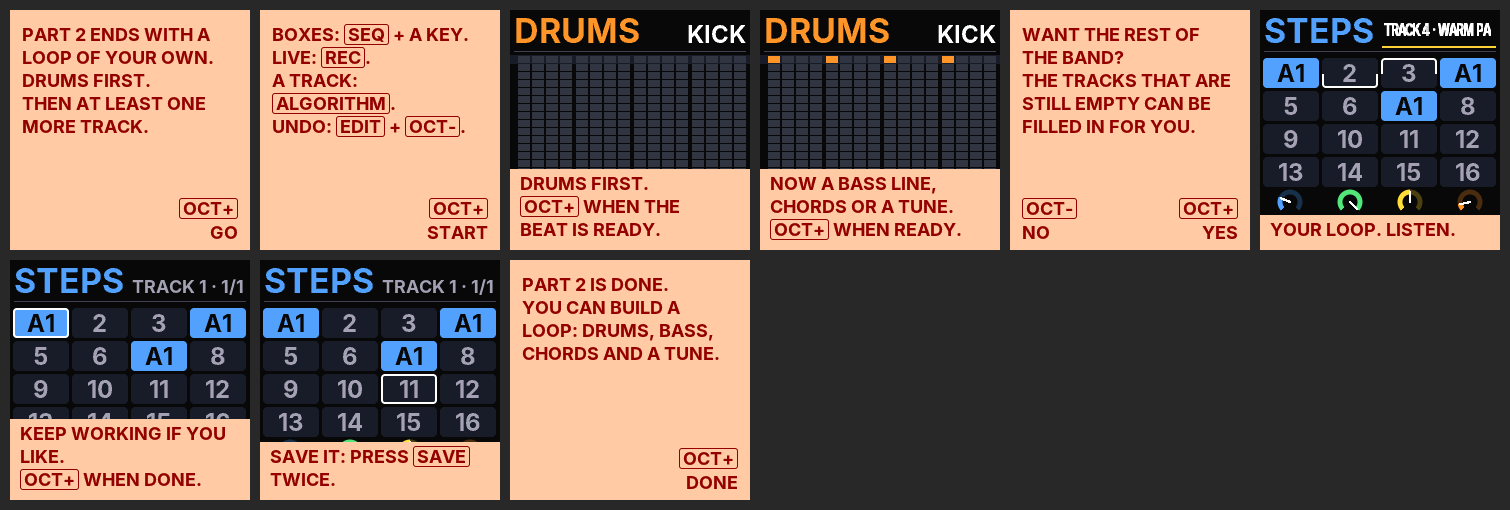 PART 2 ENDS WITH A
LOOP OF YOUR OWN.
DRUMS FIRST.
THEN AT LEAST ONE
MORE TRACK.
OCT+
GO
BOXES: SEQ + A KEY.
LIVE: REC.
A TRACK:
ALGORITHM.
UNDO: EDIT + OCT-.
OCT+
START
DRUMS KICK
DRUMS FIRST.
OCT+ WHEN THE
BEAT IS READY.
DRUMS KICK
NOW A BASS LINE,
CHORDS OR A TUNE.
OCT+ WHEN READY.
WANT THE REST OF
THE BAND?
THE TRACKS THAT ARE
STILL EMPTY CAN BE
FILLED IN FOR YOU.
OCT- OCT+
NO YES
STEPS TRACK 4 · WARM PA
A1 2 3 A1
5 6 A1 8
9 10 11 12
13 14 15 16
YOUR LOOP. LISTEN.
STEPS TRACK 1 · 1/1
A1 2 3 A1
5 6 A1 8
9 10 11 12
13 14 15 16
KEEP WORKING IF YOU
LIKE.
OCT+ WHEN DONE.
STEPS TRACK 1 · 1/1
A1 2 3 A1
5 6 A1 8
9 10 11 12
13 14 15 16
SAVE IT: PRESS SAVE
TWICE.
PART 2 IS DONE.
YOU CAN BUILD A
LOOP: DRUMS, BASS,
CHORDS AND A TUNE.
OCT+
DONE